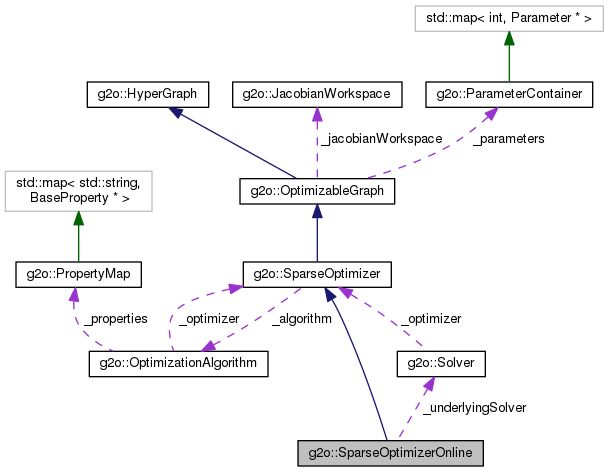 std::map< int, Parameter * >
g2o::HyperGraph
g2o::JacobianWorkspace
g2o::ParameterContainer
_jacobianWorkspace
_parameters
std::map< std::string,
BaseProperty * >
g2o::OptimizableGraph
g2o::PropertyMap
g2o::SparseOptimizer
_properties
_optimizer
_algorithm
_optimizer
g2o::OptimizationAlgorithm
g2o::Solver
_underlyingSolver
g2o::SparseOptimizerOnline